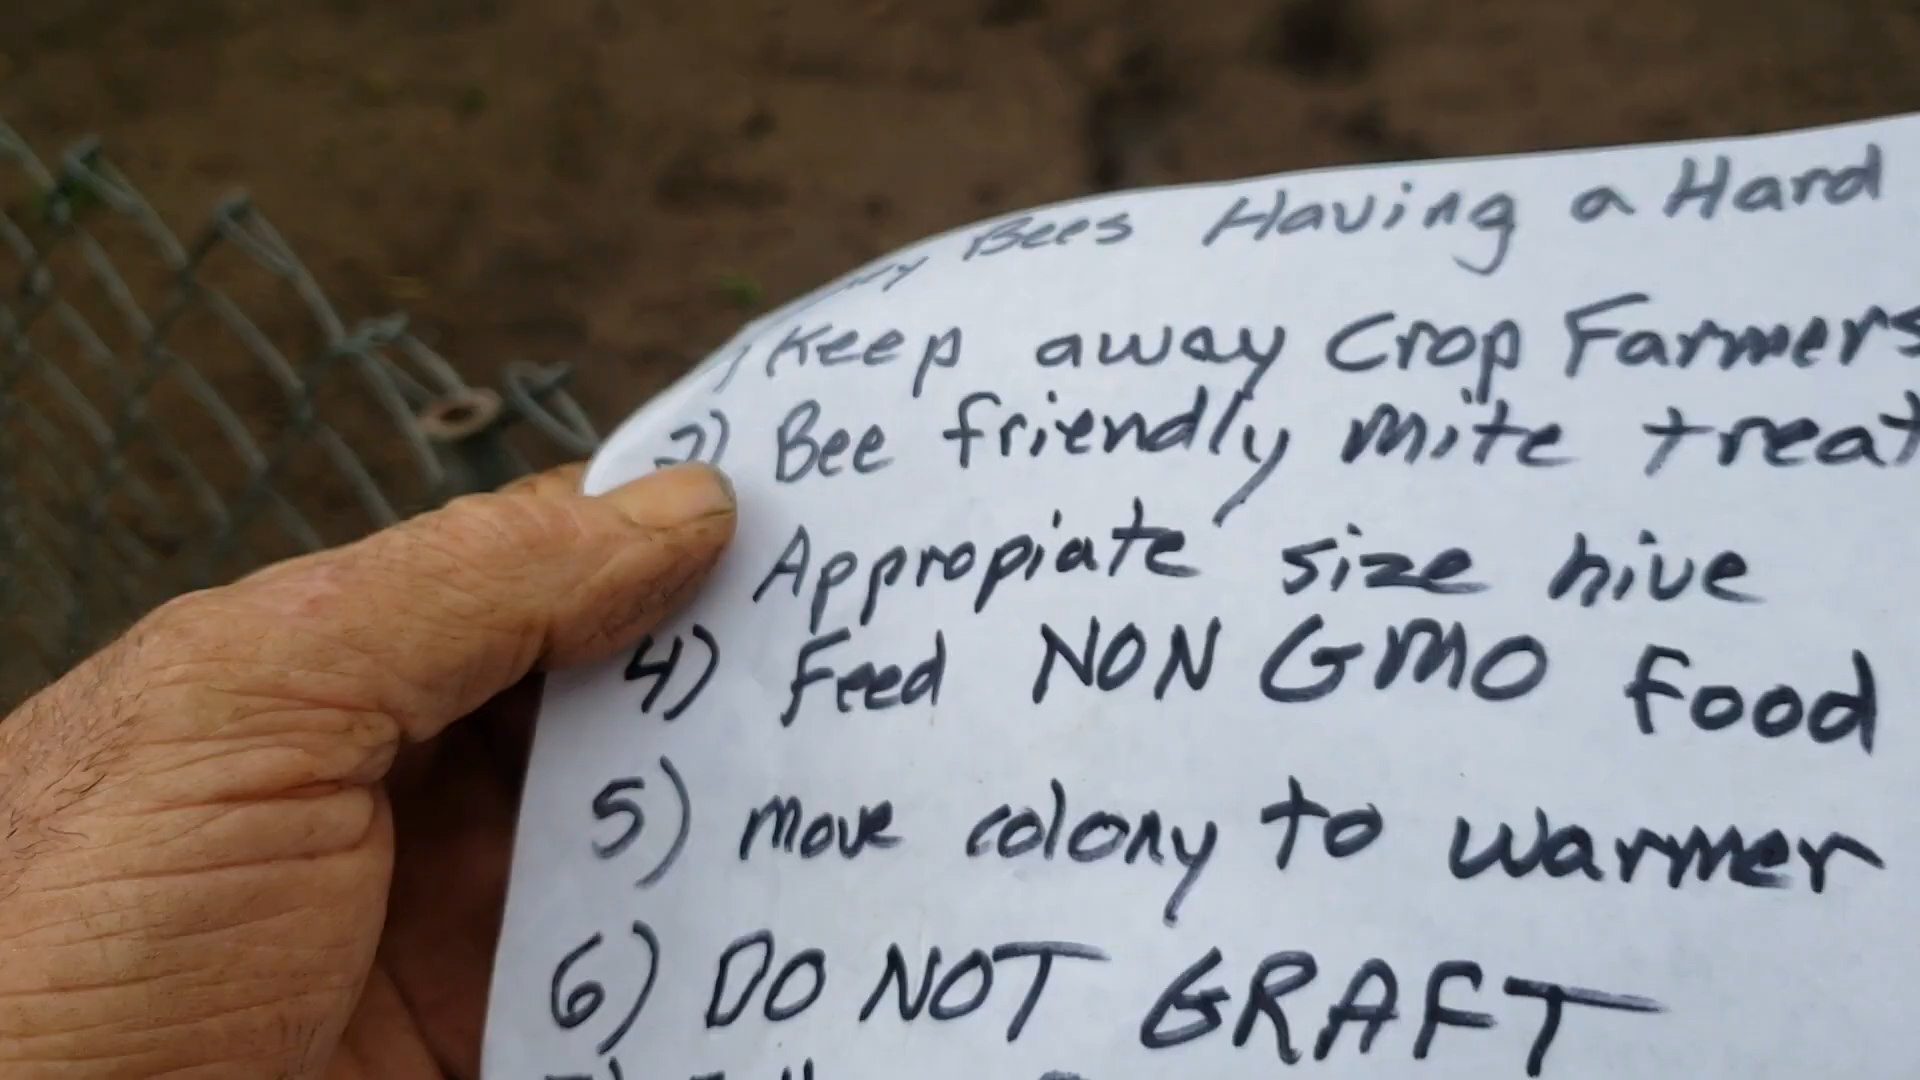 Bees Having a Hard
Keep away Crop Farmers
2) Bee friendly mite treat
Appropiate size hive
4) Feed NON GMO food
5) Move colony to warmer
6) DO NOT GRAFT